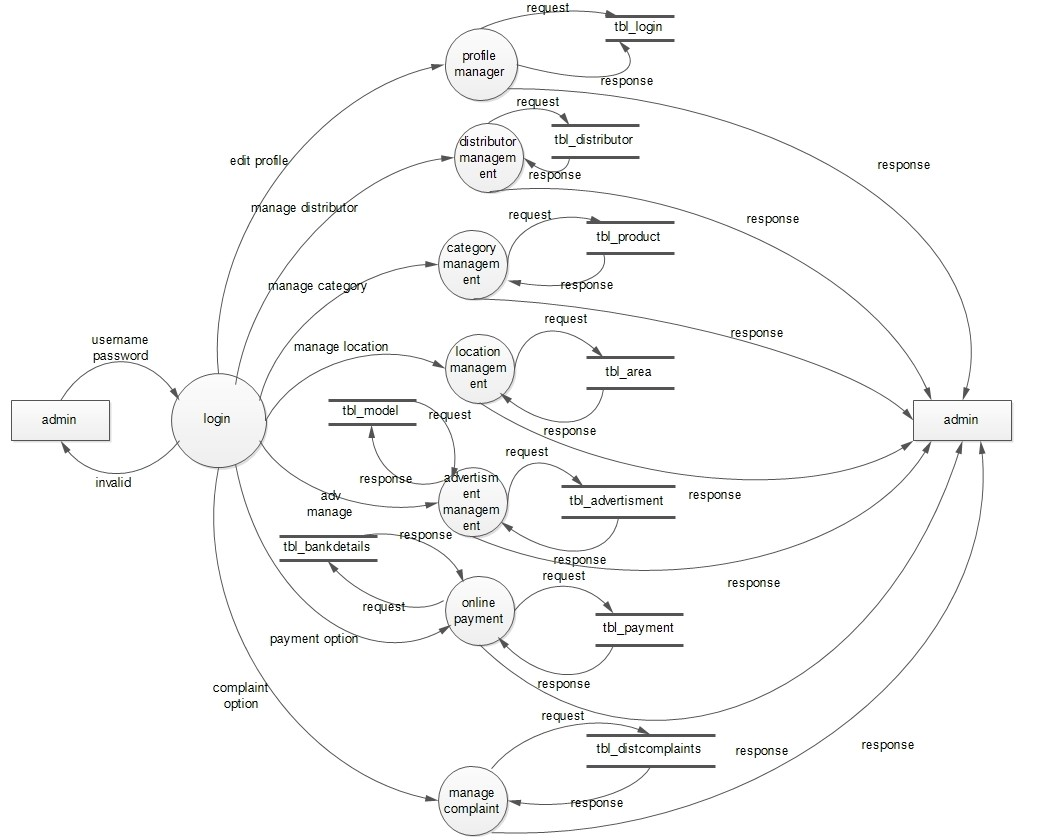 request
tbl_login
profile
manager
response
request
distributor
managem
ent
tbl_distributor
response
edit profile
response
manage distributor
response
request
tbl_product
category
managem
ent
manage category
response
request
response
username
password
manage location
location
managem
ent
tbl_area
admin
login
tbl_model
request
response
admin
invalid
response
advertism
ent
managem
ent
request
tbl_advertisment
response
adv
manage
response
tbl_bankdetails
response
request
response
request
online
payment
tbl_payment
payment option
response
complaint
option
request
tbl_distcomplaints
response
response
manage
complaint
response